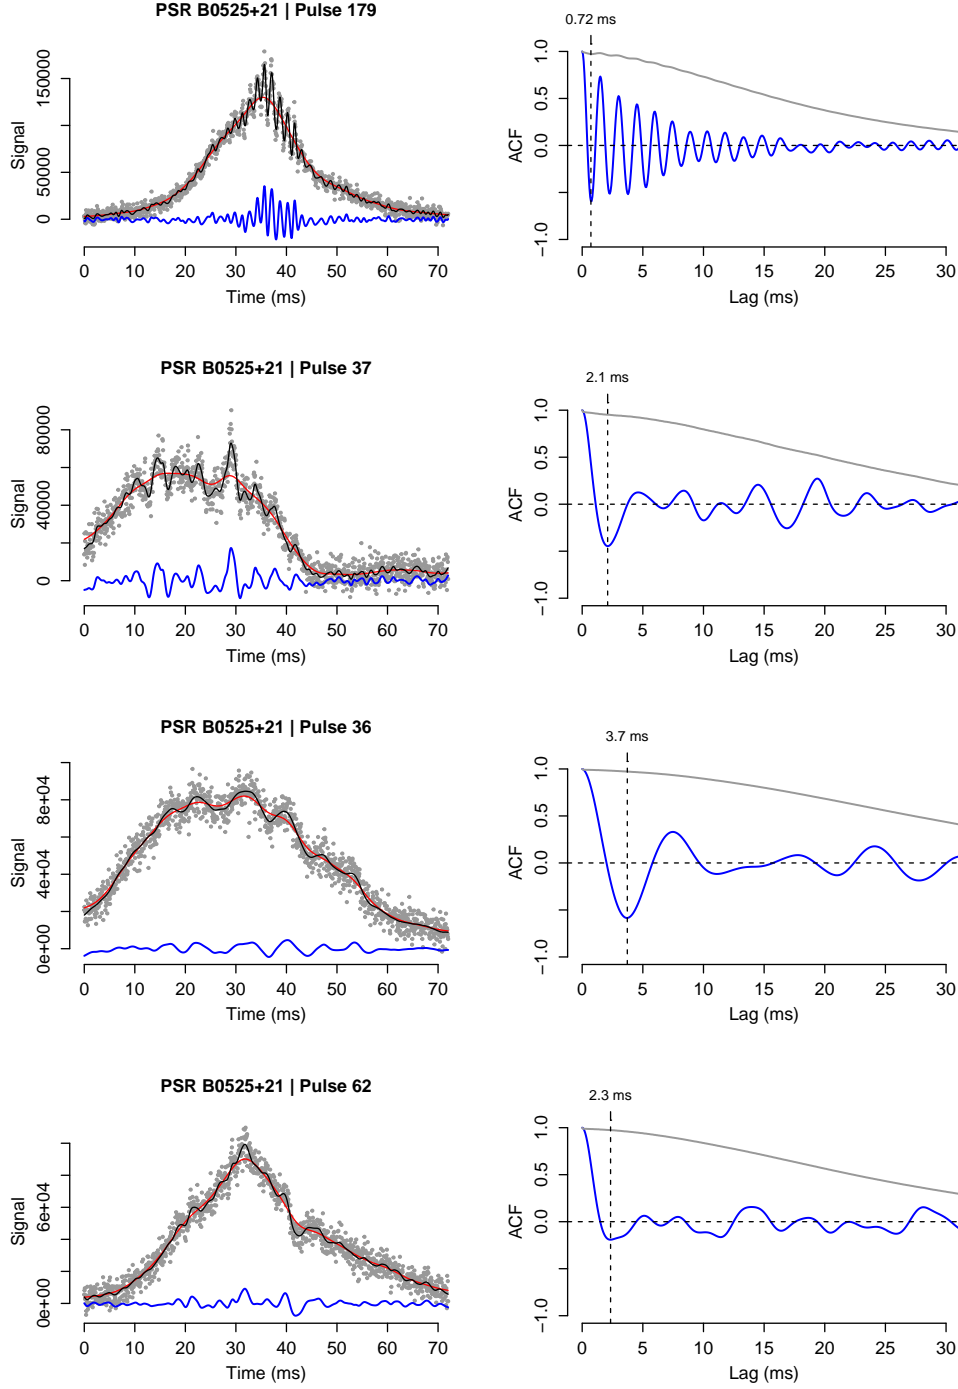 PSR B0525+21 | Pulse 179
Signal
0 50000 150000
0 10 20 30 40 50 60 70
Time (ms)
0.72 ms
ACF
−1.0 0.0 0.5 1.0
0 5 10 15 20 25 30
Lag (ms)
PSR B0525+21 | Pulse 37
Signal
0 40000 80000
0 10 20 30 40 50 60 70
Time (ms)
2.1 ms
ACF
−1.0 0.0 0.5 1.0
0 5 10 15 20 25 30
Lag (ms)
PSR B0525+21 | Pulse 36
Signal
0e+00 4e+04 8e+04
0 10 20 30 40 50 60 70
Time (ms)
3.7 ms
ACF
−1.0 0.0 0.5 1.0
0 5 10 15 20 25 30
Lag (ms)
PSR B0525+21 | Pulse 62
Signal
0e+00 6e+04
0 10 20 30 40 50 60 70
Time (ms)
2.3 ms
ACF
−1.0 0.0 0.5 1.0
0 5 10 15 20 25 30
Lag (ms)